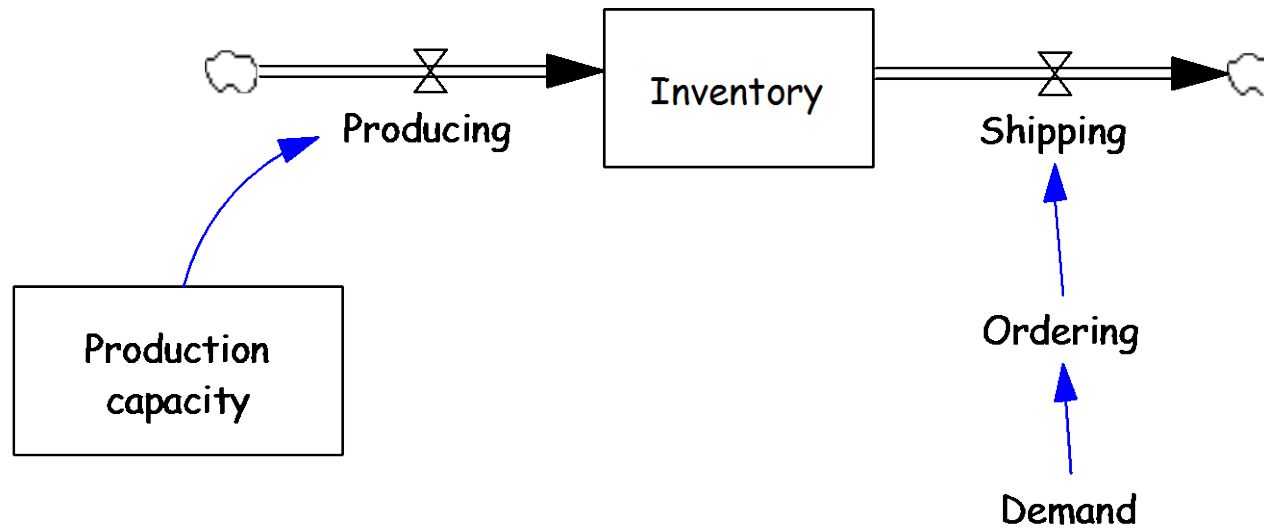 Inventory
Producing
Shipping
Production
capacity
Ordering
Demand